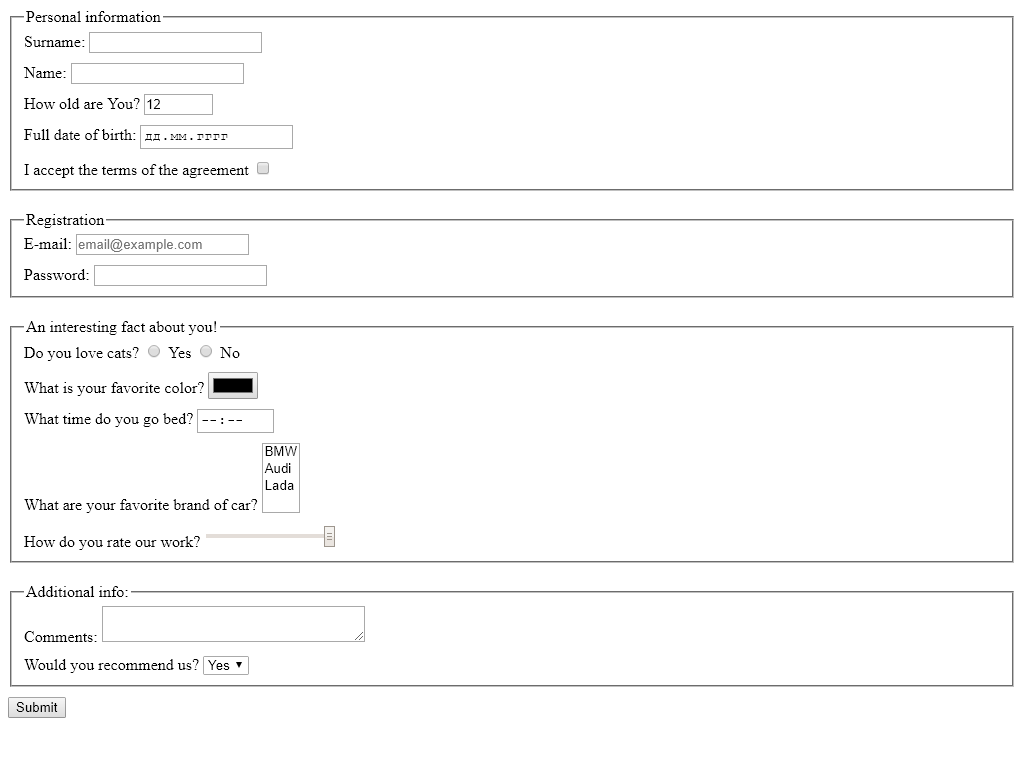 Personal information
Surname:
Name:
How old are You? 12
Full date of birth: дд.мм.гггг
I accept the terms of the agreement
Registration
E-mail: email@example.com
Password:
An interesting fact about you!
Do you love cats? Yes No
What is your favorite color?
What time do you go bed? --:--
BMW
Audi
Lada
What are your favorite brand of car?
How do you rate our work?
Additional info:
Comments:
Would you recommend us? Yes
Submit